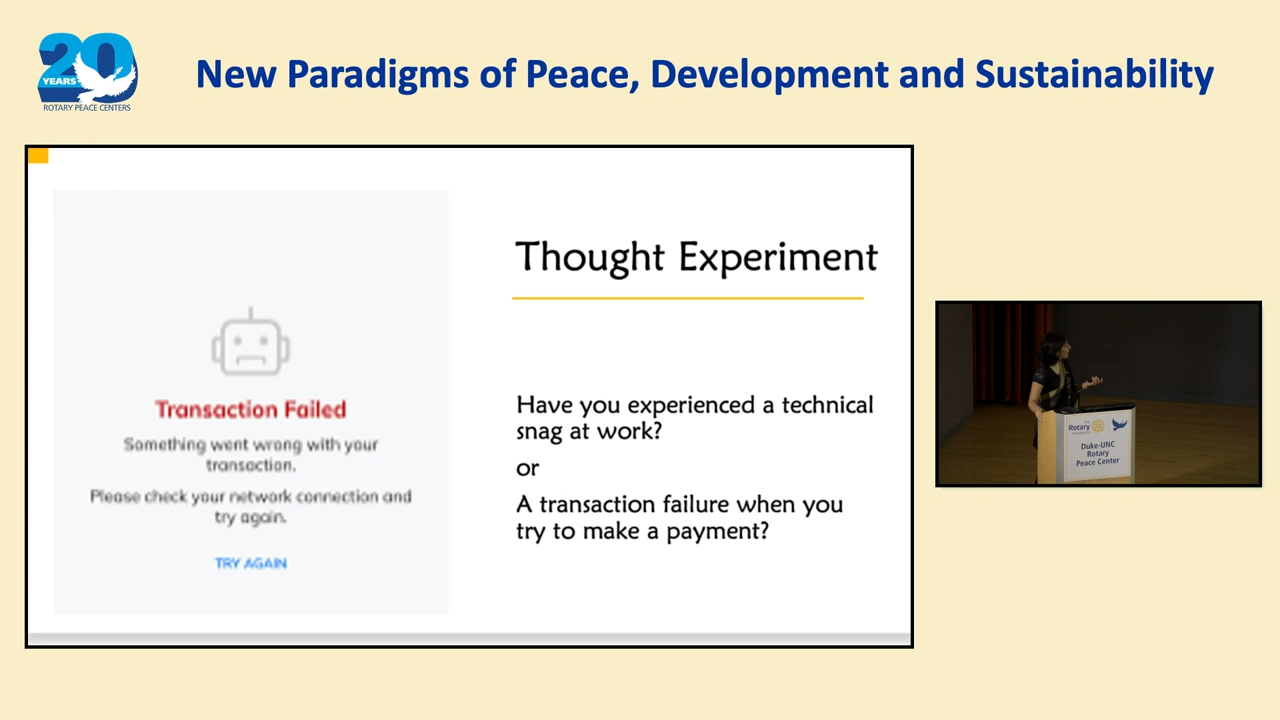 20
YEARS
ROTARY PEACE CENTERS
New Paradigms of Peace, Development and Sustainability
Transaction Failed
Something went wrong with your
transaction.
Please check your network connection and
try again.
TRY AGAIN
Thought Experiment
Have you experienced a technical
snag at work?
or
A transaction failure when you
try to make a payment?
Rotary
Duke-UNC
Rotary
Peace Center